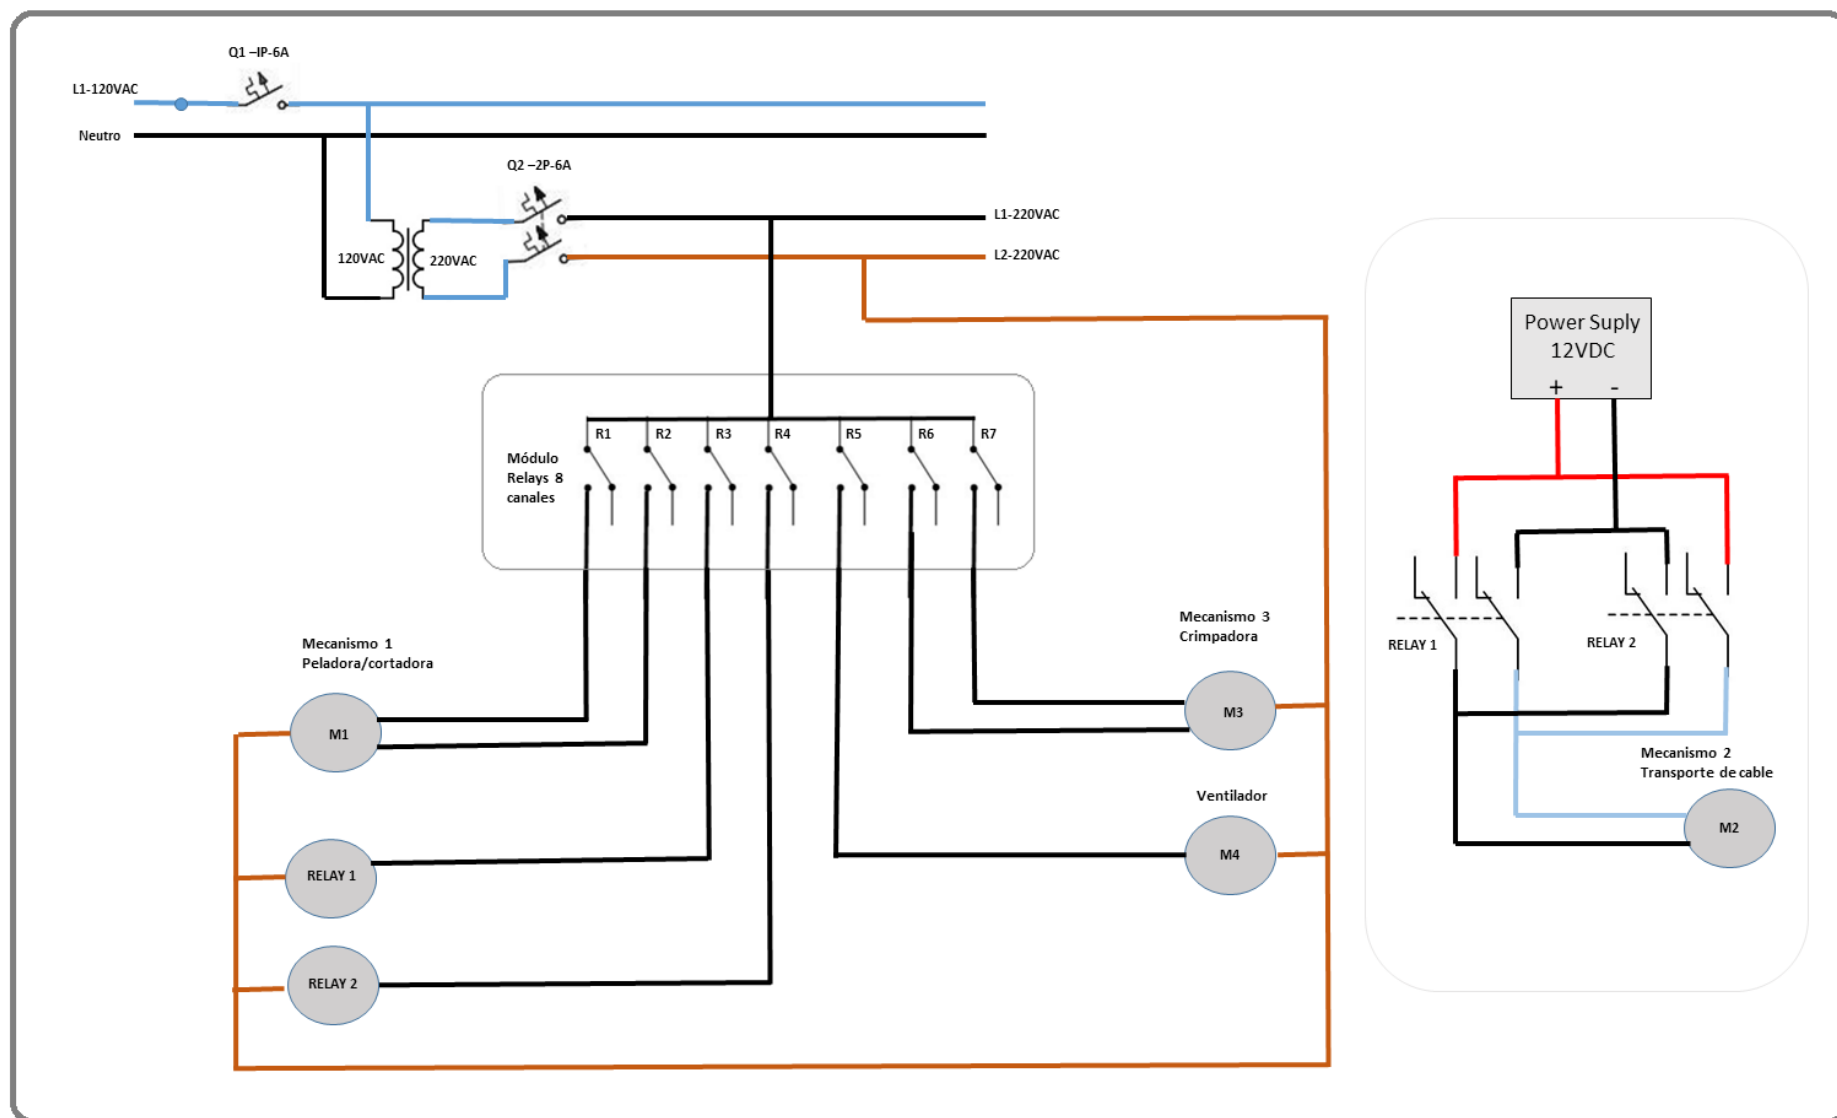 Q1 –IP-6A
L1-120VAC
Neutro
Q2 –2P-6A
L1-220VAC
120VAC
220VAC
L2-220VAC
Power Suply
12VDC
+ -
R1 R2 R3 R4 R5 R6 R7
Módulo
Relays 8
canales
Mecanismo 1
Peladora/cortadora
Mecanismo 3
Crimpadora
RELAY 1
RELAY 2
M1
M3
Mecanismo 2
Transporte de cable
Ventilador
M2
M4
RELAY 1
RELAY 2